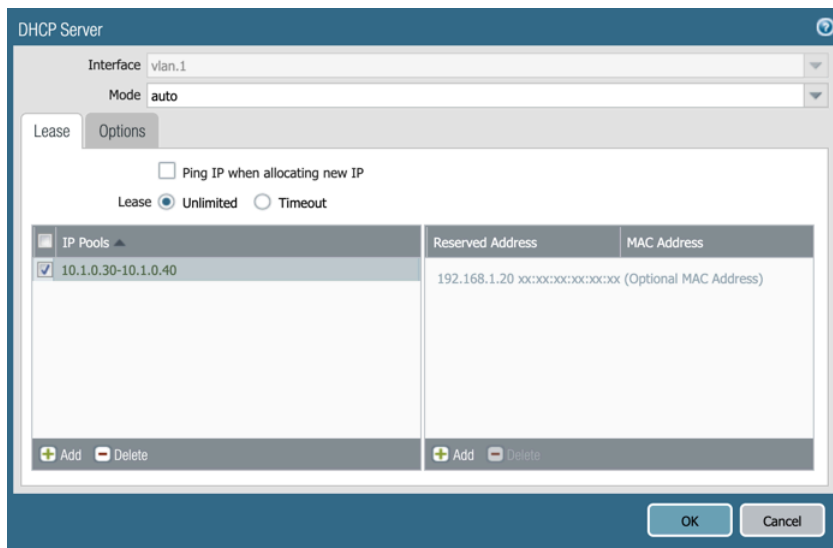 DHCP Server
Interface vlan.1
Mode auto
Lease Options
Ping IP when allocating new IP
Lease Unlimited Timeout
IP Pools
10.1.0.30-10.1.0.40
Add Delete
Reserved Address MAC Address
192.168.1.20 xx:xx:xx:xx:xx:xx (Optional MAC Address)
Add Delete
OK Cancel